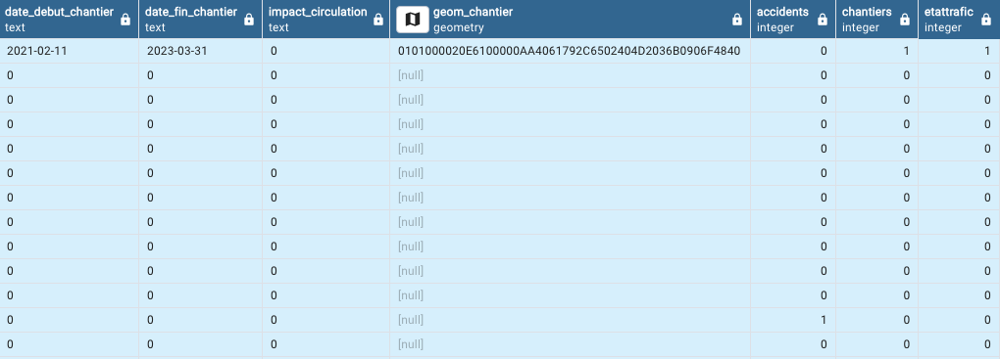 date_debut_chantier date_fin_chantier impact_circulation geom_chantier accidents chantiers etattrafic
text text text geometry integer integer integer
2021-02-11 2023-03-31 0 0101000020E6100000AA4061792C6502404D2036B0906F4840 0 1 1
0 0 0 [null] 0 0 0
0 0 0 [null] 0 0 0
0 0 0 [null] 0 0 0
0 0 0 [null] 0 0 0
0 0 0 [null] 0 0 0
0 0 0 [null] 0 0 0
0 0 0 [null] 0 0 0
0 0 0 [null] 0 0 0
0 0 0 [null] 0 0 0
0 0 0 [null] 0 0 0
0 0 0 [null] 1 0 0
0 0 0 [null] 0 0 0